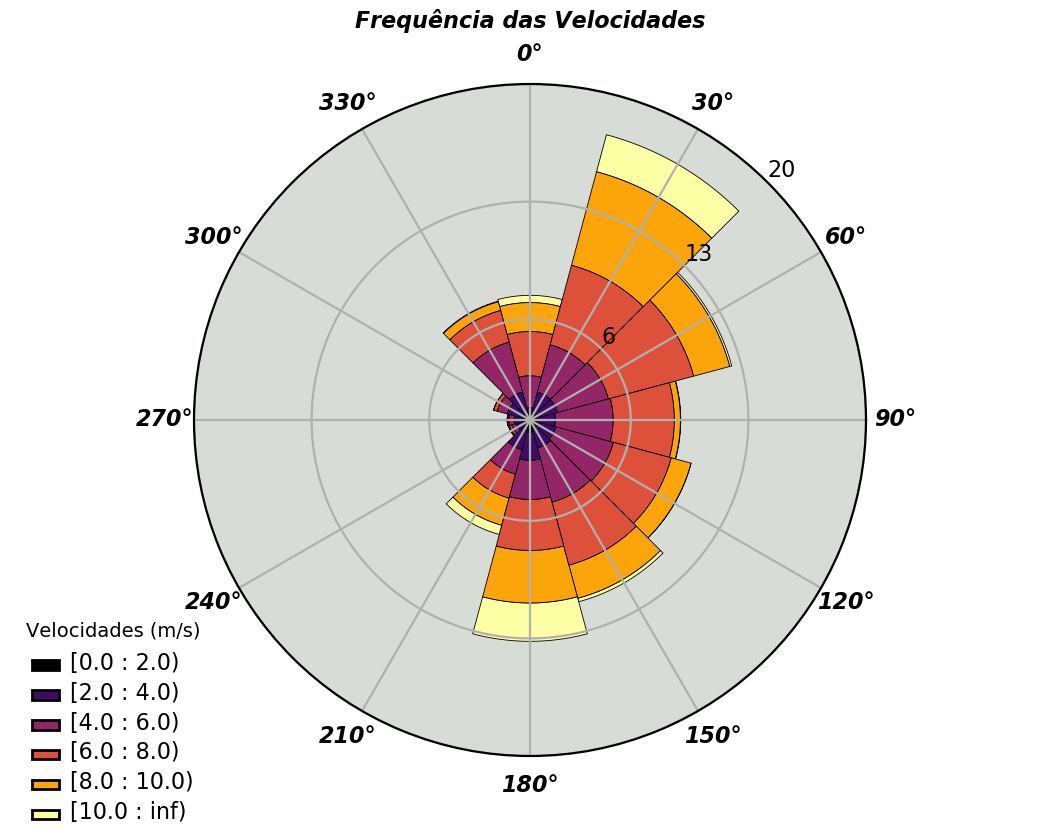 Frequência das Velocidades
0°
330°
30°
20
300°
60°
13
6
270°
90°
240°
120°
210°
150°
180°
Velocidades (m/s)
[0.0 : 2.0)
[2.0 : 4.0)
[4.0 : 6.0)
[6.0 : 8.0)
[8.0 : 10.0)
[10.0 : inf)